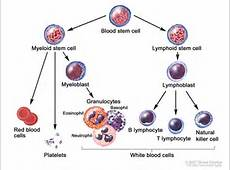 Blood stem cell
Myeloid stem cell
Lymphoid stem cell
Myeloblast
Lymphoblast
Granulocytes
Eosinophil
Basophil
Neutrophil
Red blood cells
Platelets
B lymphocyte
T lymphocyte
Natural killer cell
White blood cells